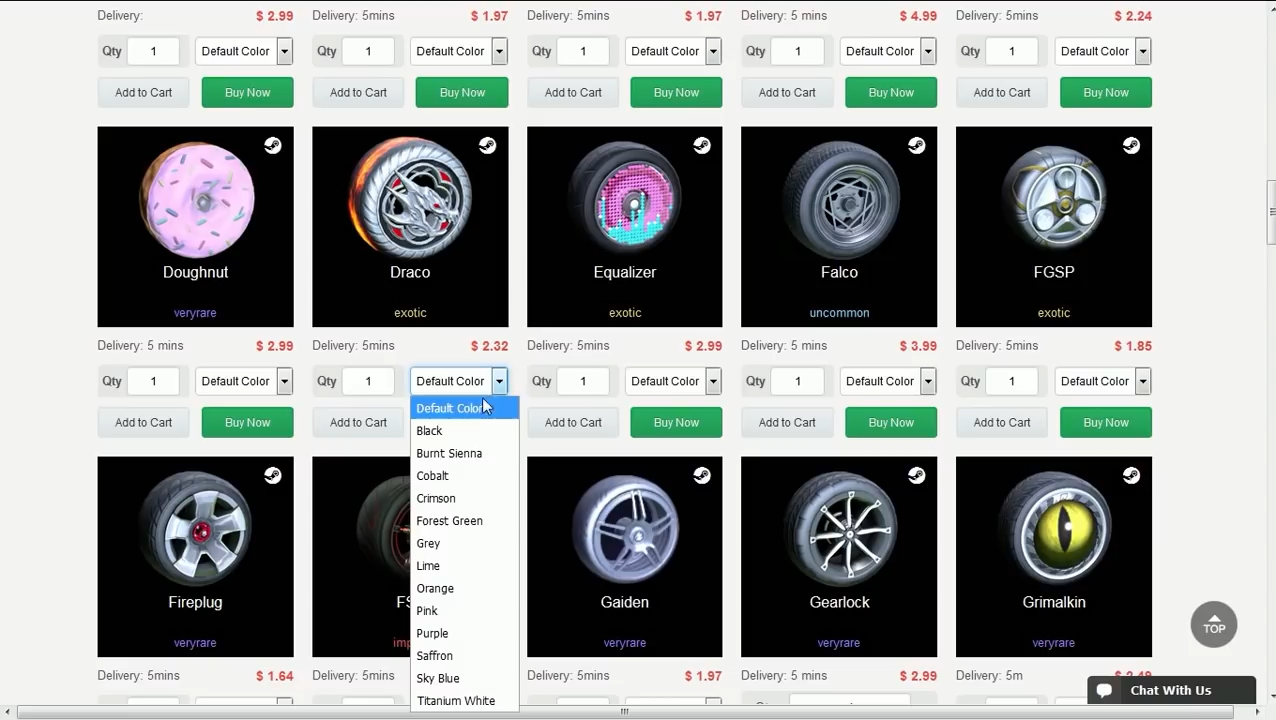 Delivery: $ 2.99 Delivery: 5mins $ 1.97 Delivery: 5mins $ 1.97 Delivery: 5 mins $ 4.99 Delivery: 5mins $ 2.24
Qty 1 Default Color Qty 1 Default Color Qty 1 Default Color Qty 1 Default Color Qty 1 Default Color
Add to Cart Buy Now Add to Cart Buy Now Add to Cart Buy Now Add to Cart Buy Now Add to Cart Buy Now
Doughnut Draco Equalizer Falco FGSP
veryrare exotic exotic uncommon exotic
Delivery: 5 mins $ 2.99 Delivery: 5mins $ 2.32 Delivery: 5mins $ 2.99 Delivery: 5 mins $ 3.99 Delivery: 5mins $ 1.85
Qty 1 Default Color Qty 1 Default Color Qty 1 Default Color Qty 1 Default Color Qty 1 Default Color
Add to Cart Buy Now Add to Cart Add to Cart Buy Now Add to Cart Buy Now Add to Cart Buy Now
Default Color
Black
Burnt Sienna
Cobalt
Crimson
Forest Green
Grey
Lime
Orange
Pink
Purple
Saffron
Sky Blue
Titanium White
Fireplug FS Gaiden Gearlock Grimalkin
veryrare imp veryrare veryrare veryrare
Delivery: 5mins $ 1.64 Delivery: 5mins Delivery: 5mins $ 1.97 Delivery: 5mins $ 2.99 Delivery: 5m
TOP
Chat With Us